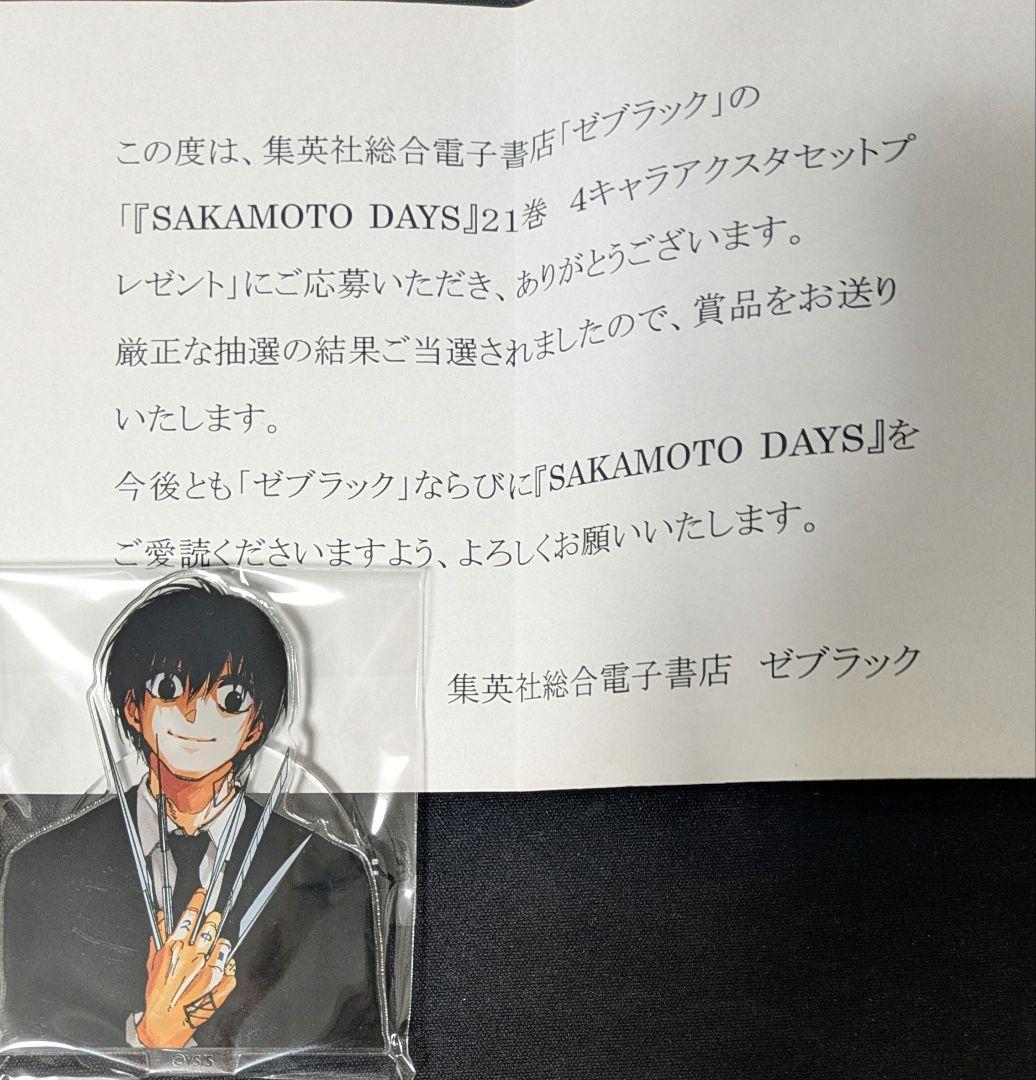 この度は、集英社総合電子書店「ゼブラック」の
「『SAKAMOTO DAYS』21巻 4キャラアクスタセットプ
レゼント」にご応募いただき、ありがとうございます。
厳正な抽選の結果ご当選されましたので、賞品をお送り
いたします。
今後とも「ゼブラック」ならびに『SAKAMOTO DAYS』を
ご愛読くださいますよう、よろしくお願いいたします。
集英社総合電子書店 ゼブラック
©YS/S